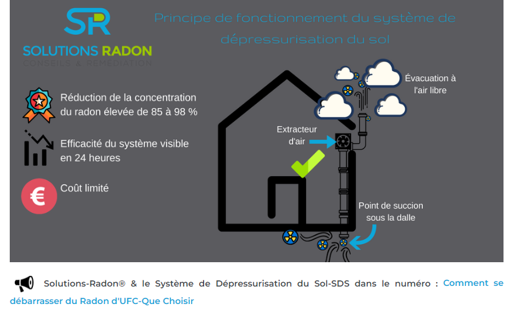 SR
SOLUTIONS RADON
Principe de fonctionnement du système de
dépressurisation du sol
Réduction de la concentration
du radon élevée de 85 à 98 %
Efficacité du système visible
en 24 heures
€
Coût limité
Évacuation à
l'air libre
Extracteur
d'air
Point de succion
sous la dalle
Solutions-Radon® & le Système de Dépressurisation du Sol-SDS dans le numéro : Comment se
débarrasser du Radon d'UFC-Que Choisir